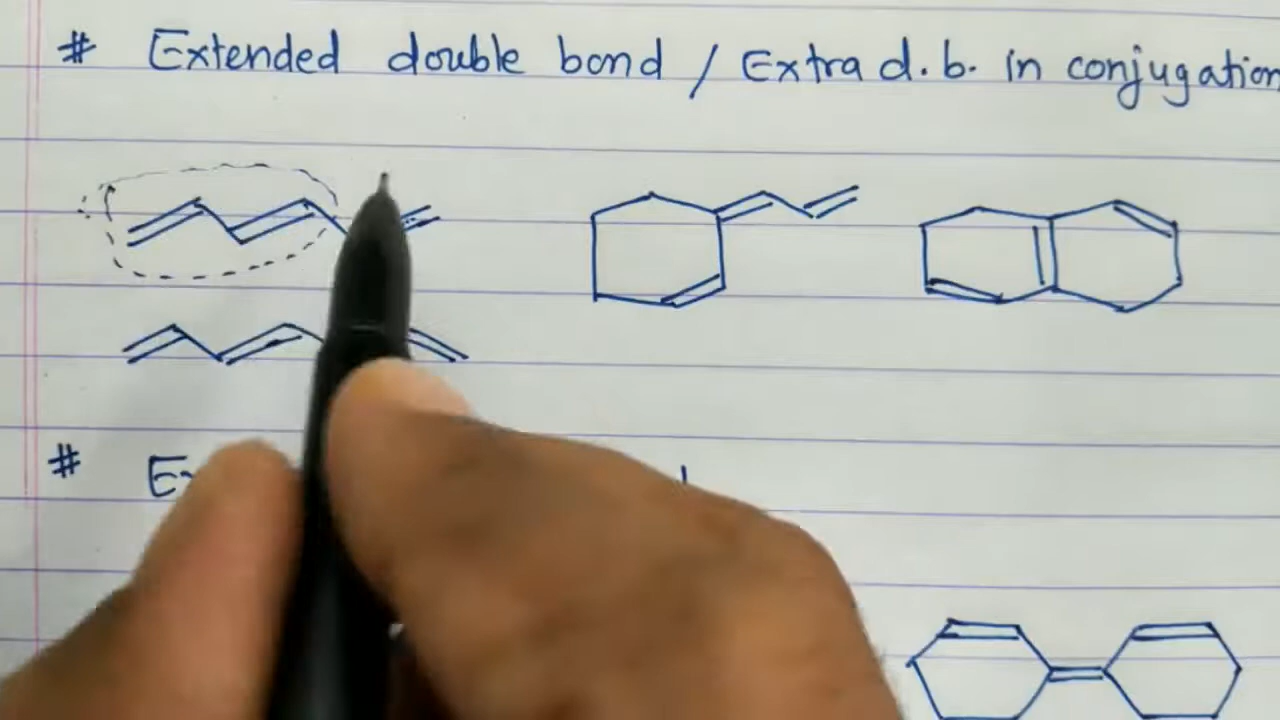 # Extended double bond / Extra d. b. in conjugation
#